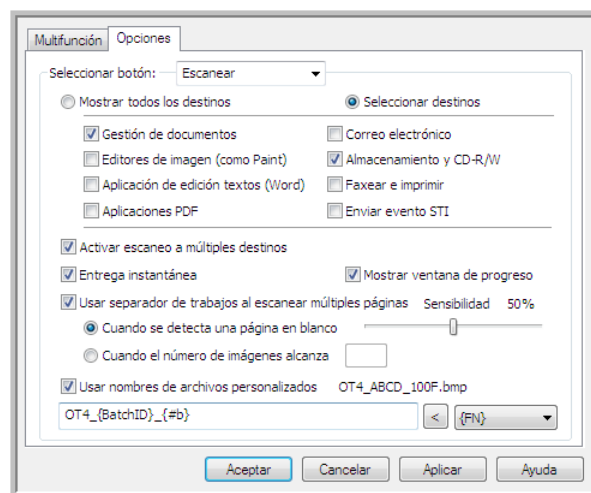 Multifunción Opciones
Seleccionar botón: Escanear
Mostrar todos los destinos Seleccionar destinos
Gestión de documentos Correo electrónico
Editores de imagen (como Paint) Almacenamiento y CD-R/W
Aplicación de edición textos (Word) Faxear e imprimir
Aplicaciones PDF Enviar evento STI
Activar escaneo a múltiples destinos
Entrega instantánea Mostrar ventana de progreso
Usar separador de trabajos al escanear múltiples páginas Sensibilidad 50%
Cuando se detecta una página en blanco
Cuando el número de imágenes alcanza
Usar nombres de archivos personalizados OT4_ABCD_100F.bmp
OT4_{BatchID}_{#b} < {FN}
Aceptar Cancelar Aplicar Ayuda